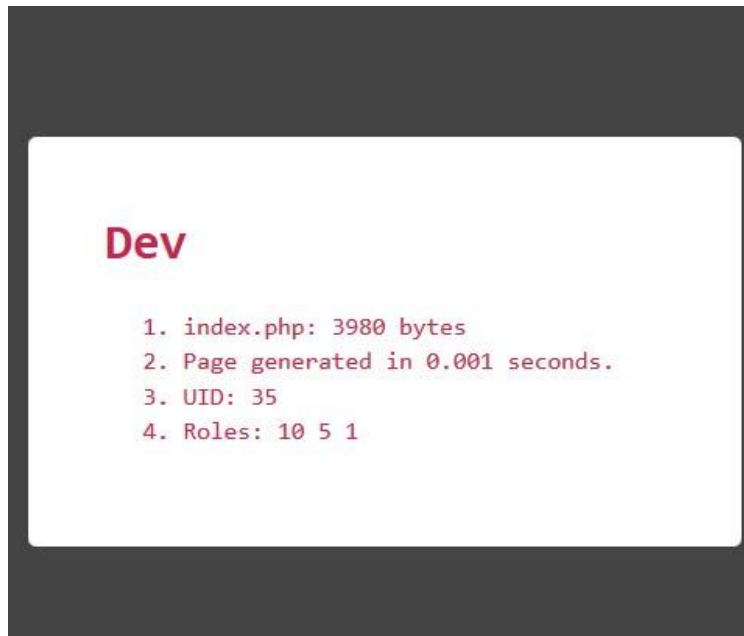 Dev
1. index.php: 3980 bytes
2. Page generated in 0.001 seconds.
3. UID: 35
4. Roles: 10 5 1